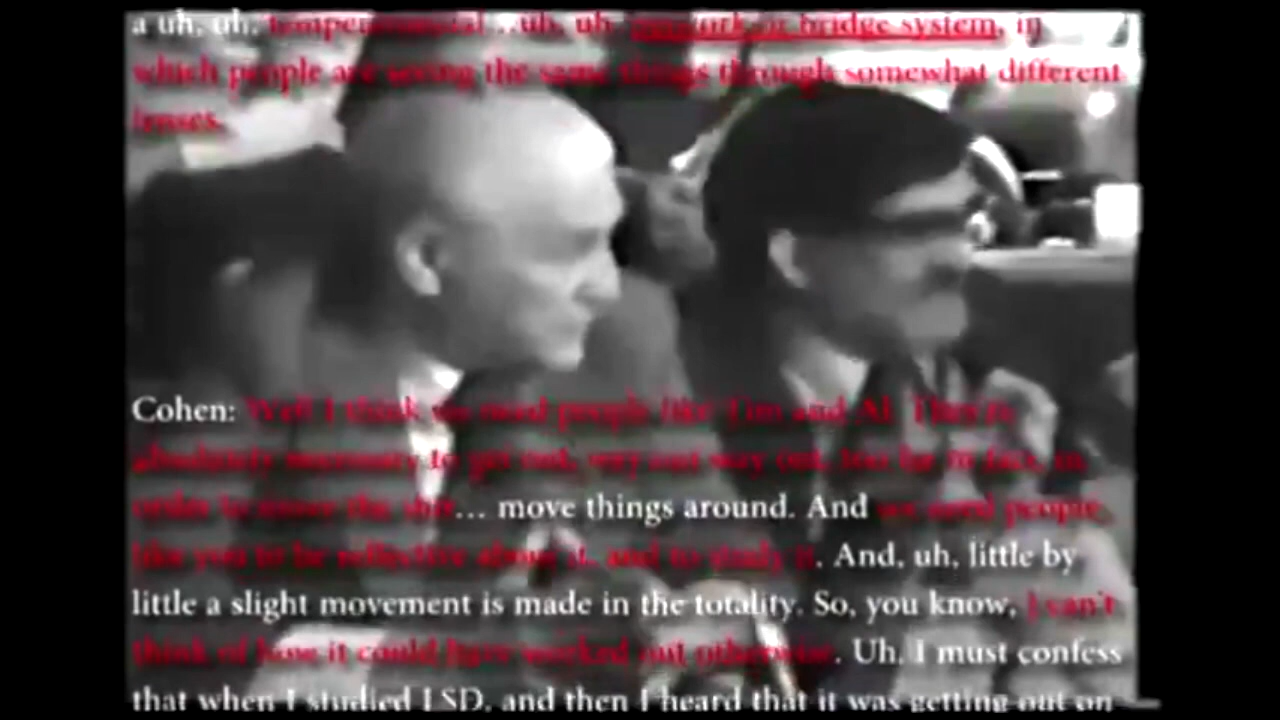 a uh, uh, temperamental ...uh, uh, network or bridge system, in
which people are seeing the same things through somewhat different
lenses.
Cohen: Well I think we need people like Tim and Al. They're
absolutely necessary to get out, way out way out, too far in fact, in
order to move the shi... move things around. And we need people
like you to be reflective about it, and to study it. And, uh, little by
little a slight movement is made in the totality. So, you know, I can't
think of how it could have worked out otherwise. Uh, I must confess
that when I studied LSD, and then I heard that it was getting out on